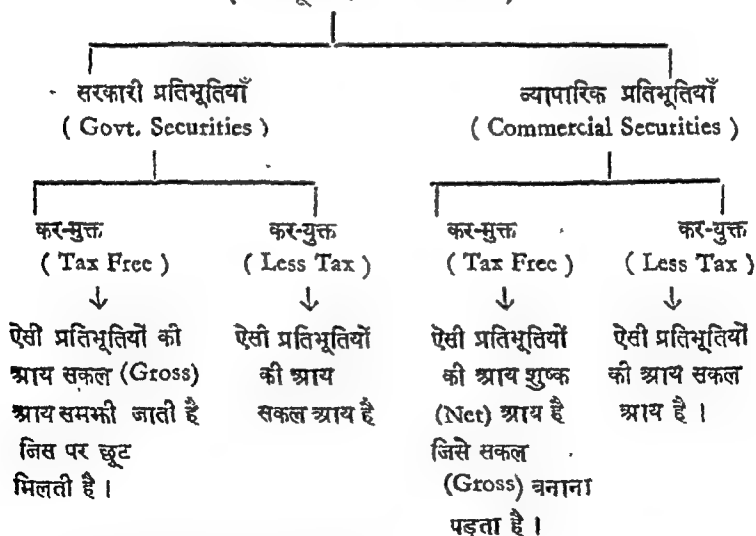 सरकारी प्रतिभूतियाँ
( Govt. Securities )
व्यापारिक प्रतिभूतियाँ
( Commercial Securities )
कर-मुक्त
( Tax Free )
कर-युक्त
( Less Tax )
कर-मुक्त
( Tax Free )
कर-युक्त
( Less Tax )
ऐसी प्रतिभूतियों की
आय सकल (Gross)
आय समझी जाती है
जिस पर छूट
मिलती है ।
ऐसी प्रतिभूतियों
की आय
सकल आय है
ऐसी प्रतिभूतियों
की आय शुष्क
(Net) आय है
जिसे सकल
(Gross) बनाना
पड़ता है ।
ऐसी प्रतिभूतियों
की आय सकल
आय है ।